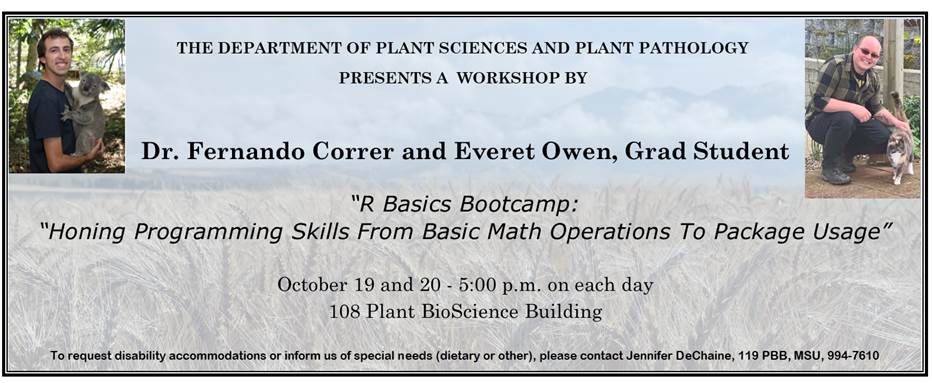 THE DEPARTMENT OF PLANT SCIENCES AND PLANT PATHOLOGY
PRESENTS A WORKSHOP BY
Dr. Fernando Correr and Everet Owen, Grad Student
“R Basics Bootcamp:
“Honing Programming Skills From Basic Math Operations To Package Usage”
October 19 and 20 - 5:00 p.m. on each day
108 Plant BioScience Building
To request disability accommodations or inform us of special needs (dietary or other), please contact Jennifer DeChaine, 119 PBB, MSU, 994-7610